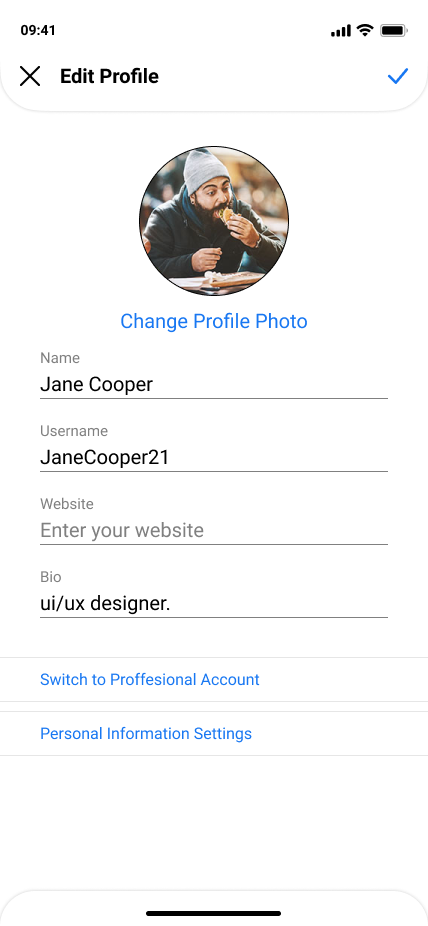 09:41
Edit Profile
Change Profile Photo
Name
Jane Cooper
Username
JaneCooper21
Website
Enter your website
Bio
ui/ux designer.
Switch to Proffesional Account
Personal Information Settings